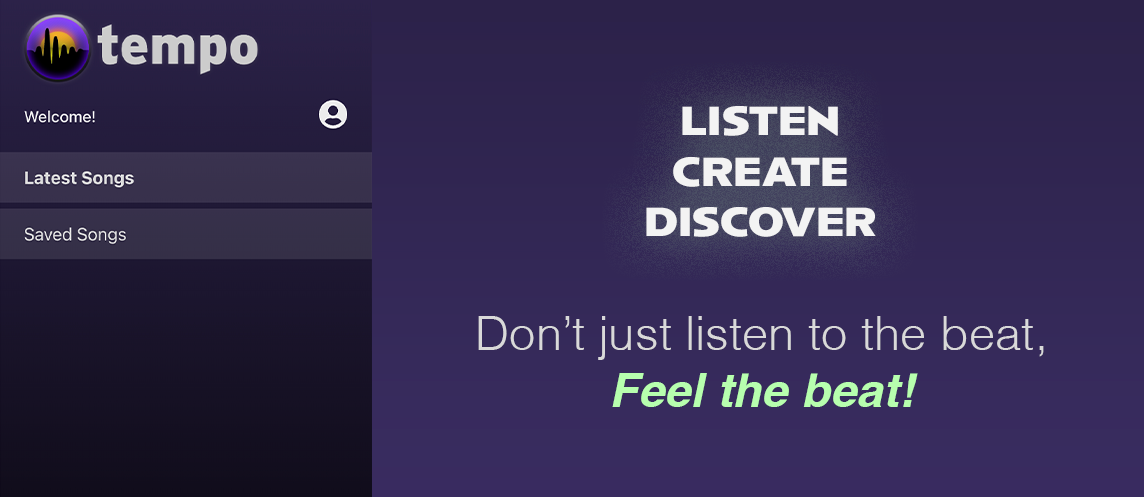 tempo
Welcome!
Latest Songs
Saved Songs
LISTEN
CREATE
DISCOVER
Don’t just listen to the beat,
Feel the beat!